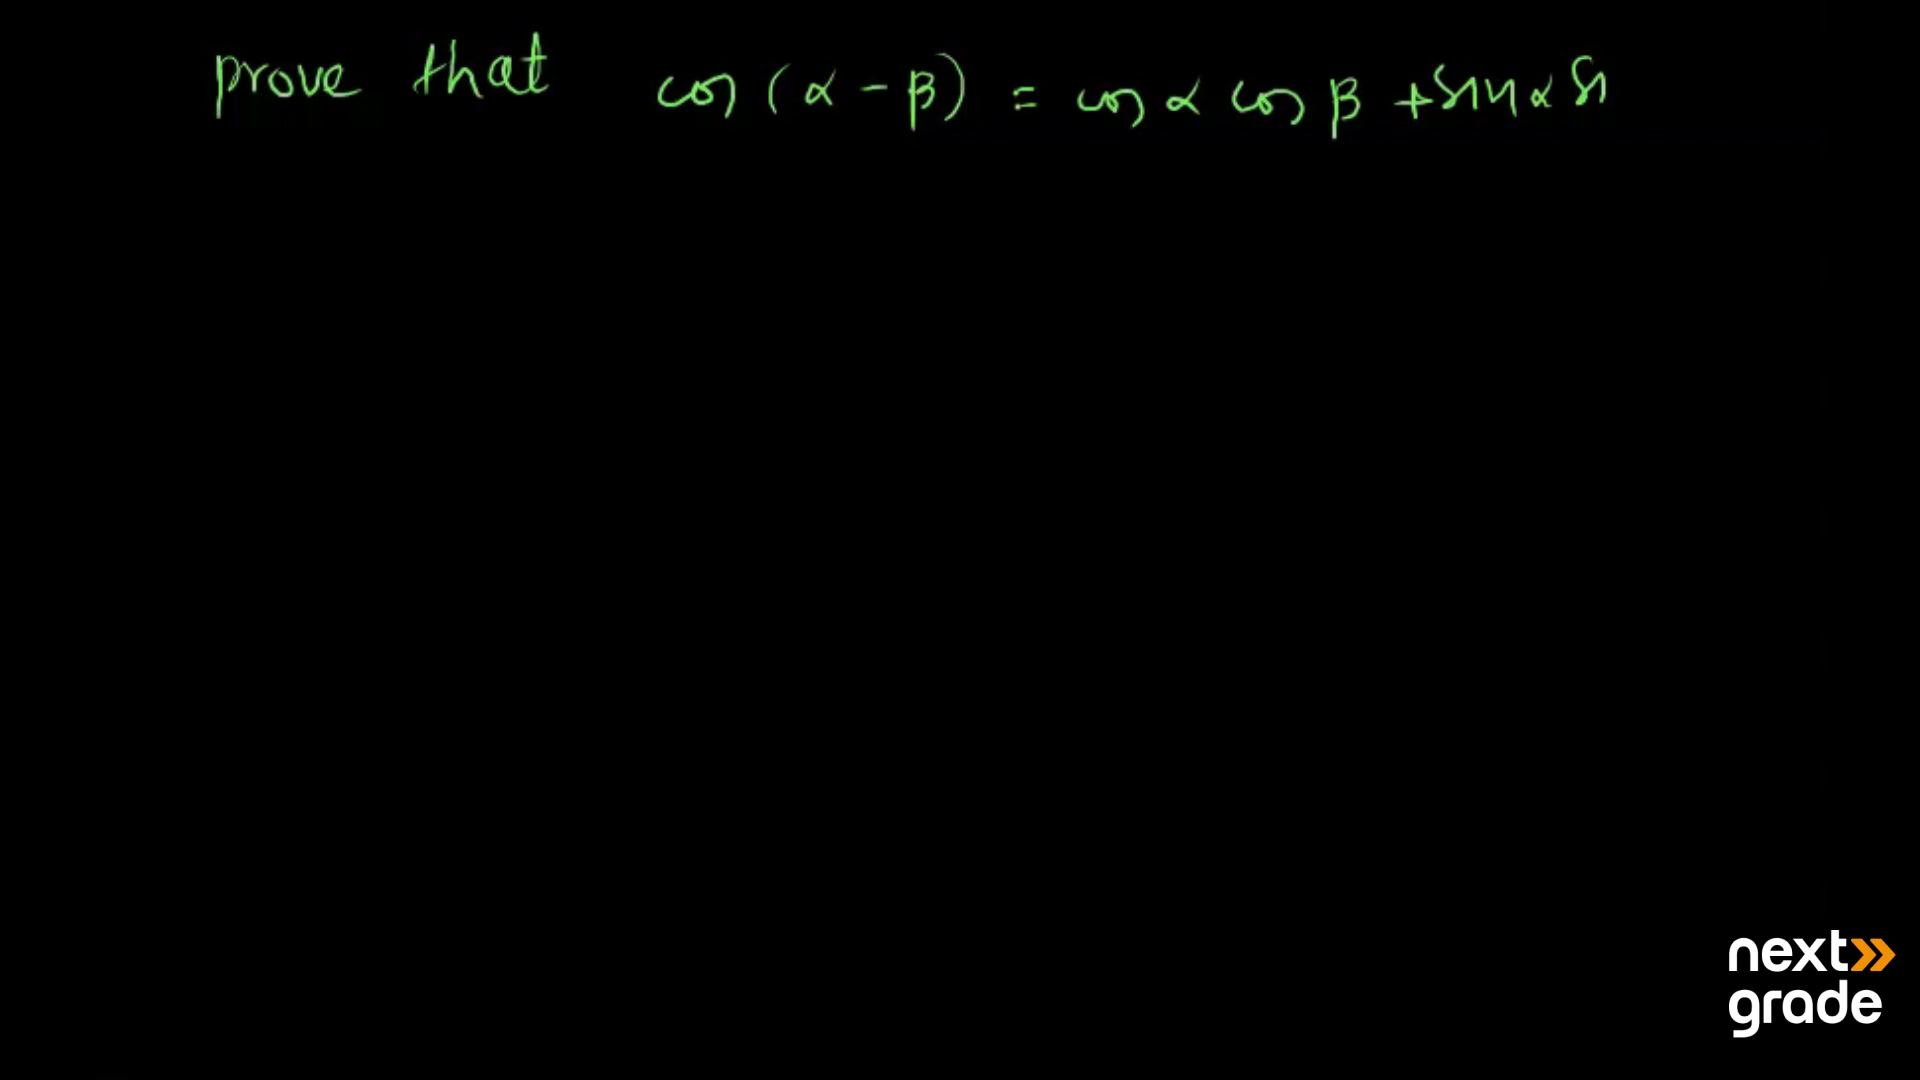 prove that cos (α - β) = cos α cos β + sin α si
next
grade